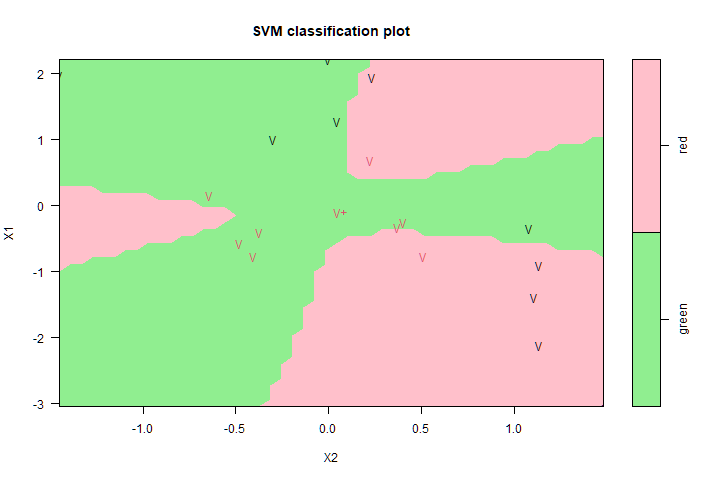 SVM classification plot
2
1
0
-1
-2
-3
X1
-1.0 -0.5 0.0 0.5 1.0
X2
red
green
V
V
V
V
V
V
V
V
V+
V
V
V
V
V
V
V
V
V
V